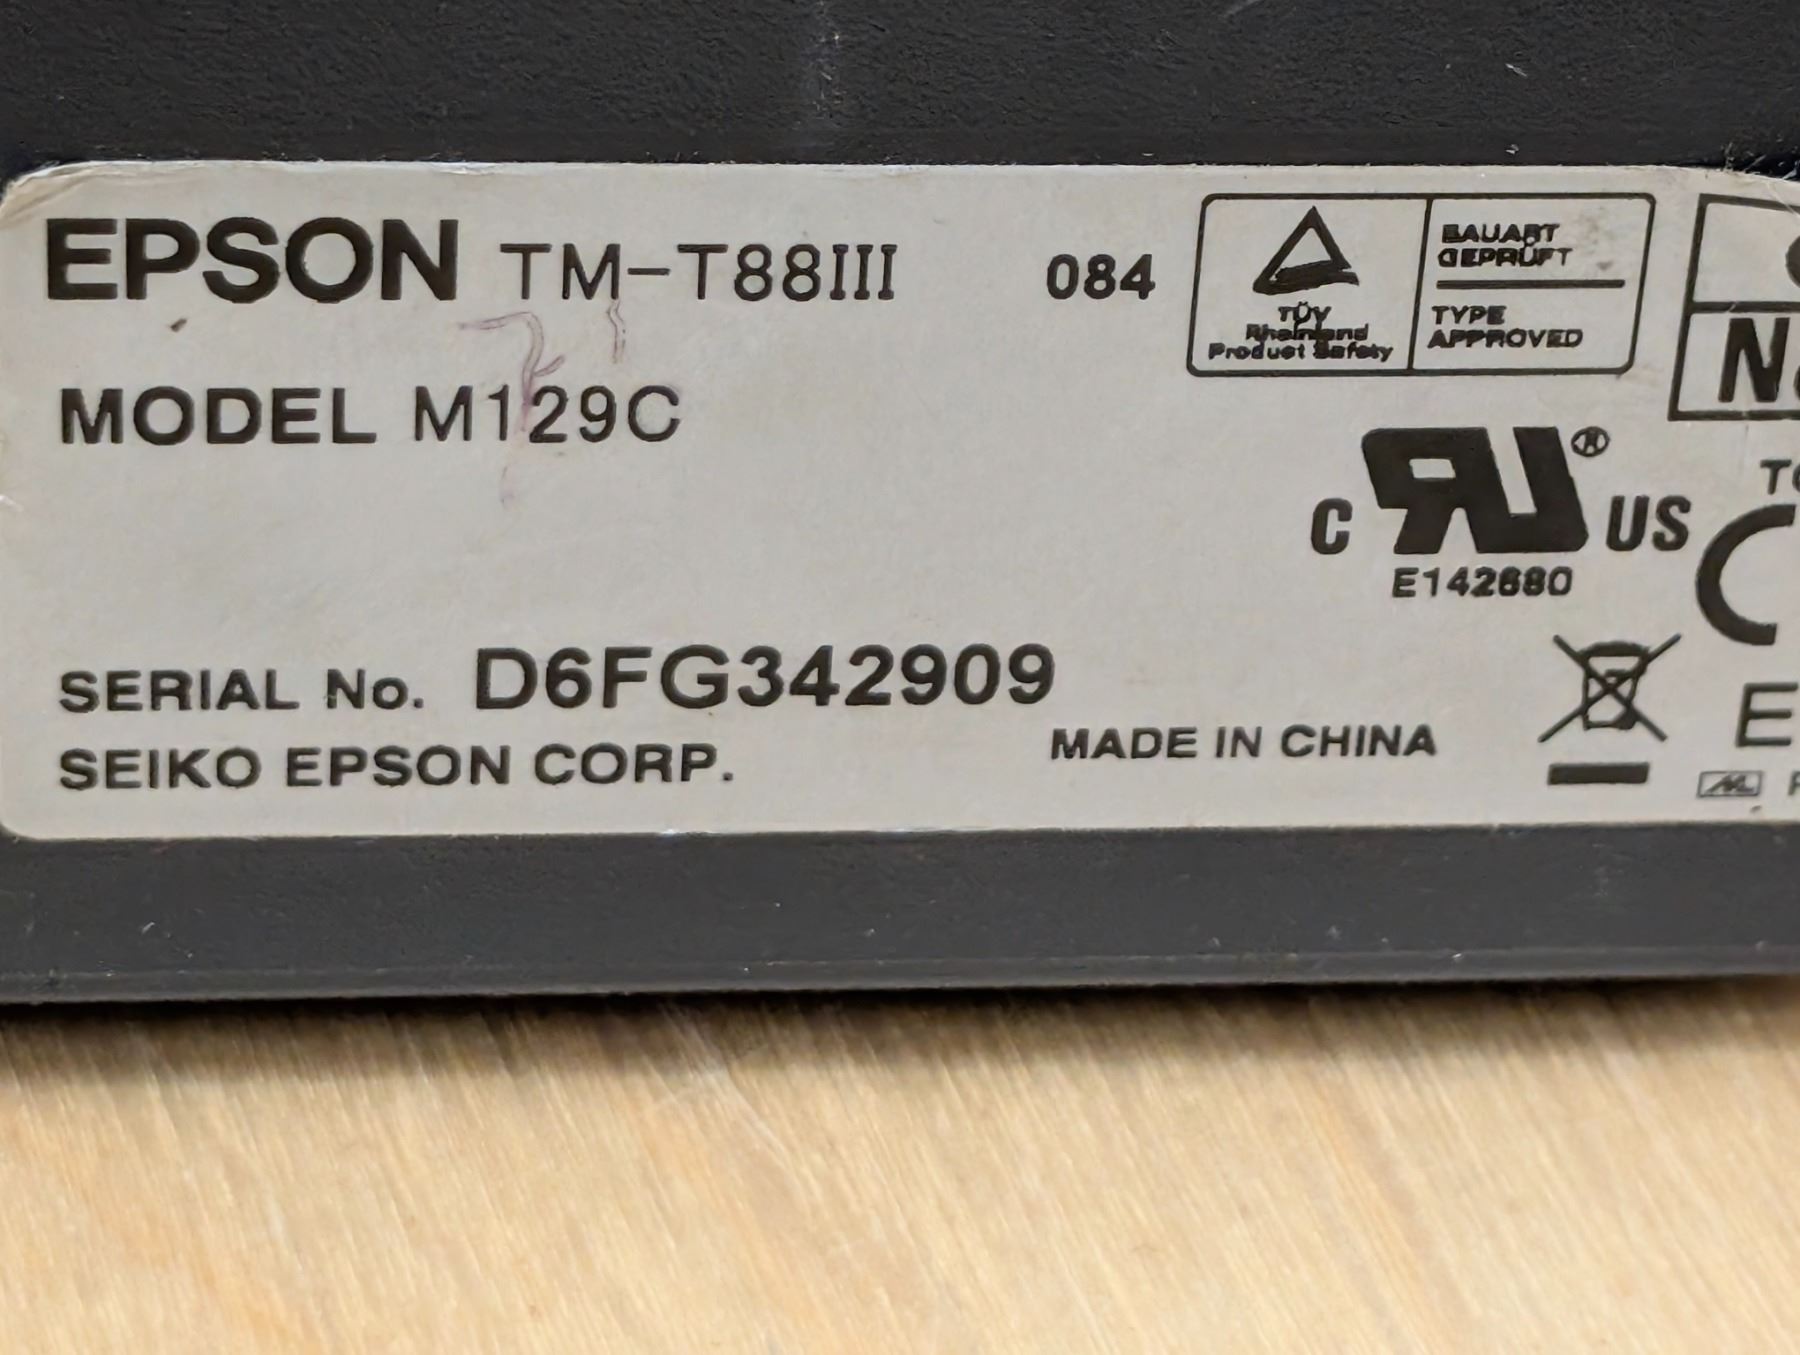 EPSON TM-T88III 084
TÜV
Rheinland
Product Safety
BAUART
GEPRÜFT
TYPE
APPROVED
MODEL M129C
C US
E142680
SERIAL No. D6FG342909
SEIKO EPSON CORP.
MADE IN CHINA